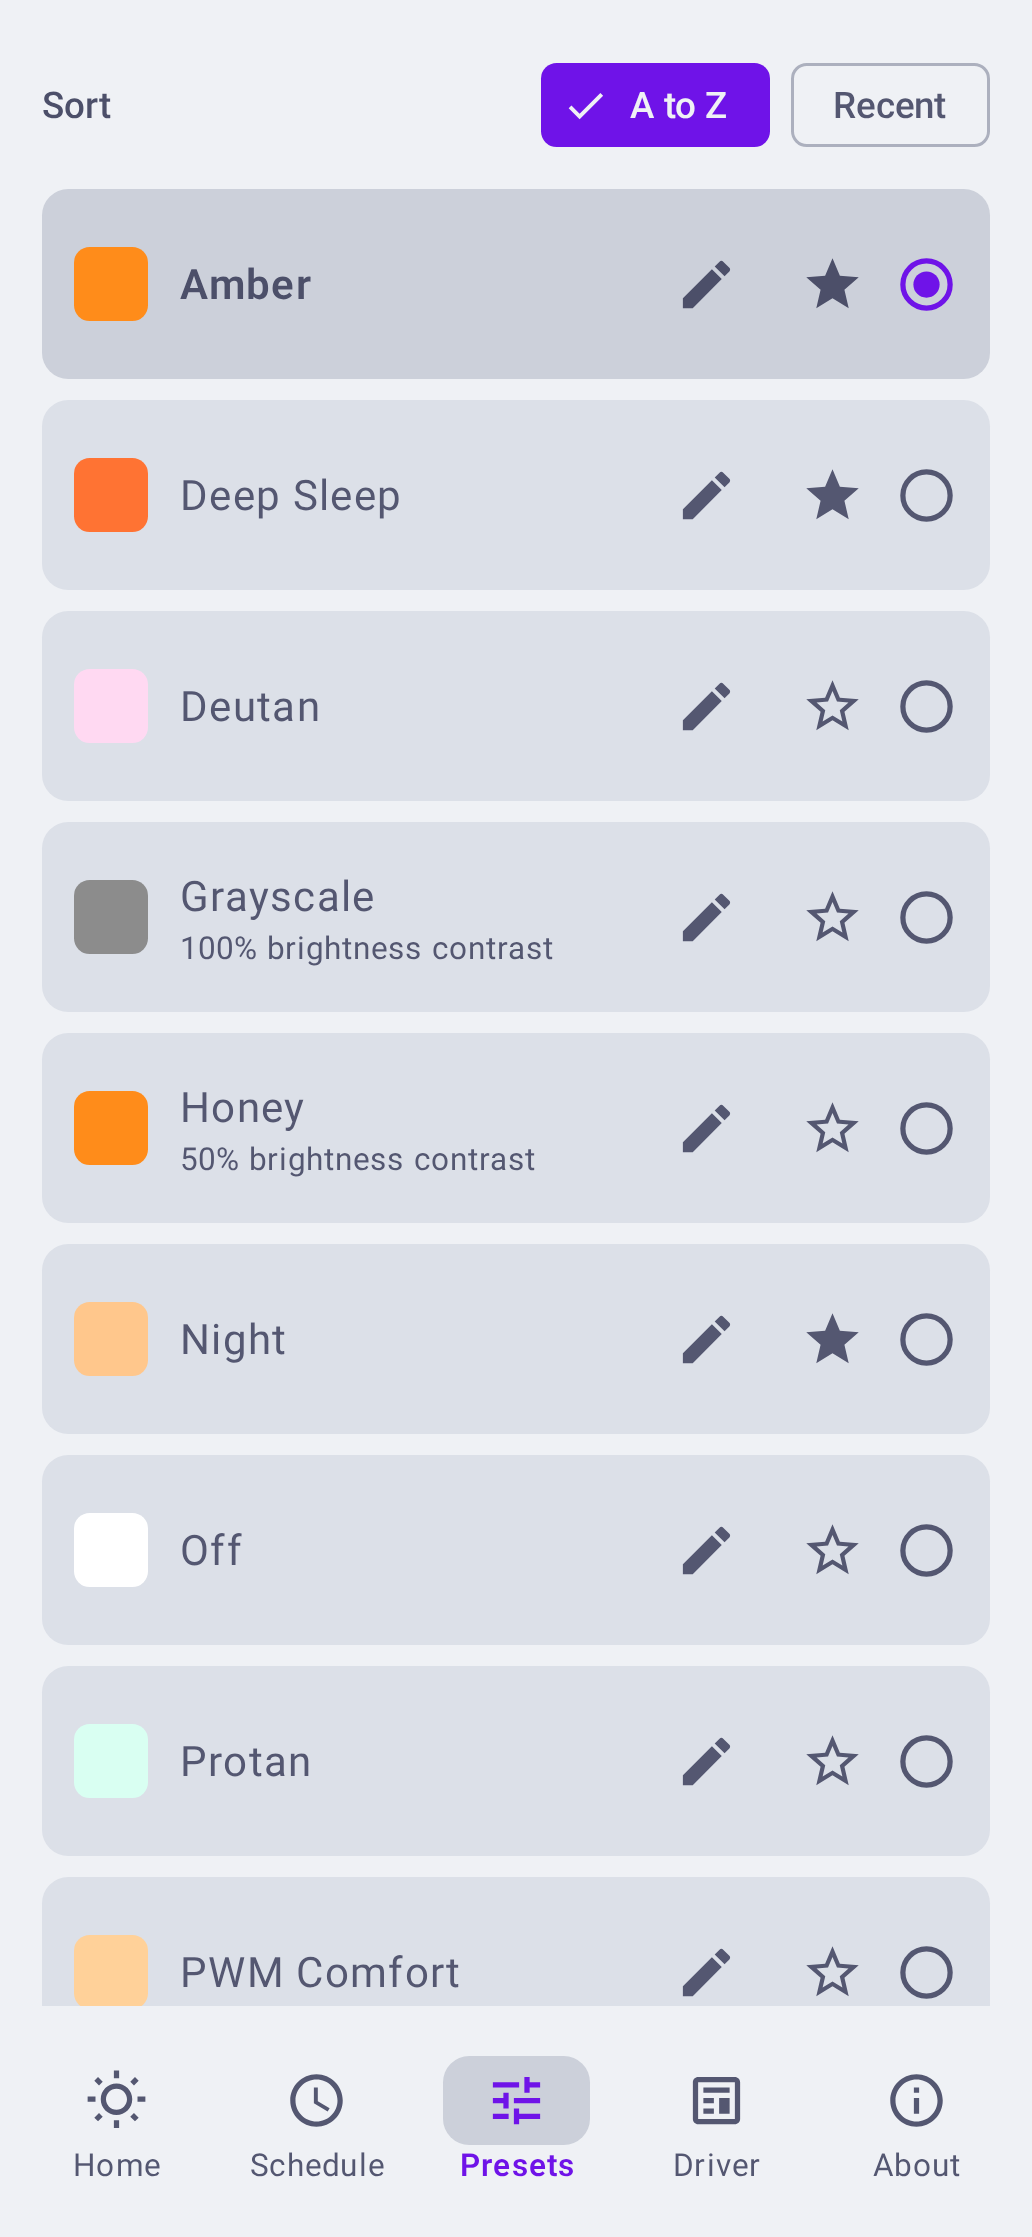 Sort
A to Z
Recent
Amber
Deep Sleep
Deutan
Grayscale
100% brightness contrast
Honey
50% brightness contrast
Night
Off
Protan
PWM Comfort
Home
Schedule
Presets
Driver
About